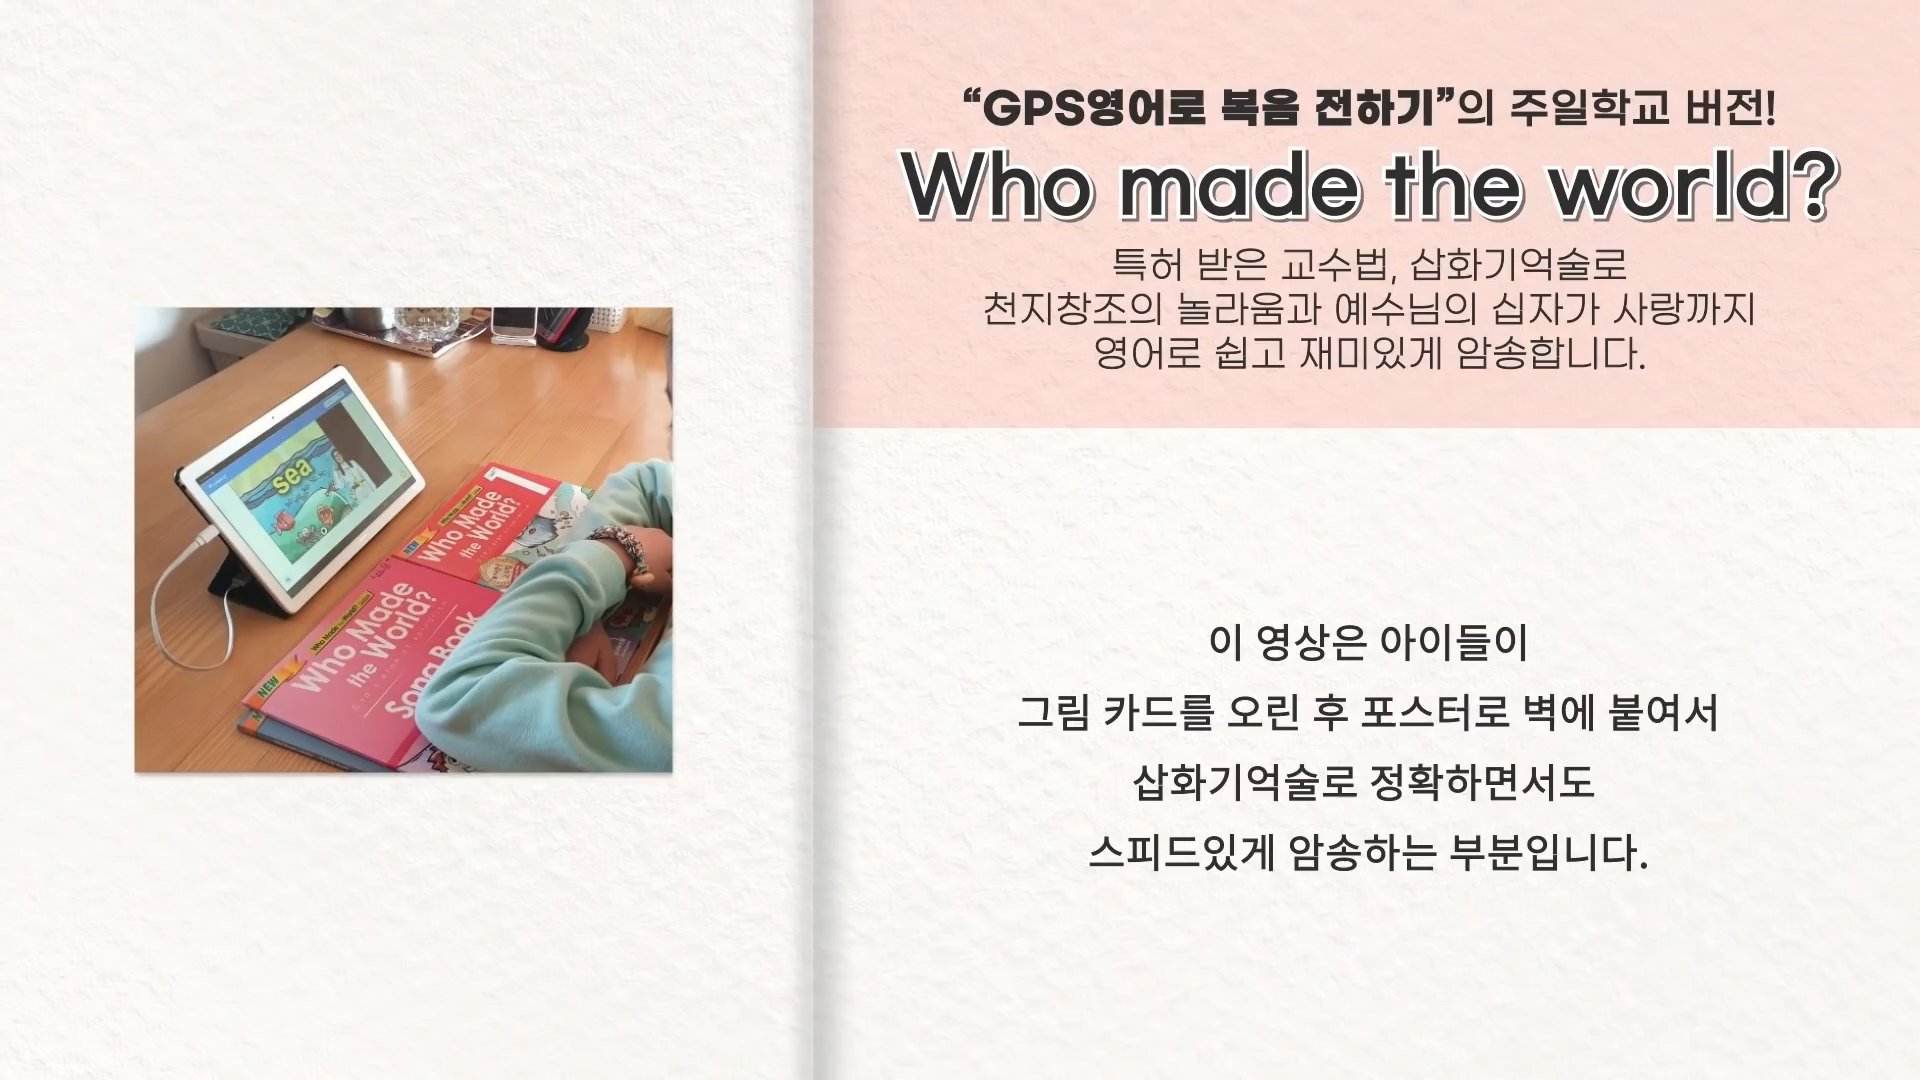 “GPS영어로 복음 전하기”의 주일학교 버전!
Who made the world?
특허 받은 교수법, 삽화기억술로
천지창조의 놀라움과 예수님의 십자가 사랑까지
영어로 쉽고 재미있게 암송합니다.
sea
NEW
Who Made
the World?
1
NEW
Who Made
the World?
Song Book
이 영상은 아이들이
그림 카드를 오린 후 포스터로 벽에 붙여서
삽화기억술로 정확하면서도
스피드있게 암송하는 부분입니다.